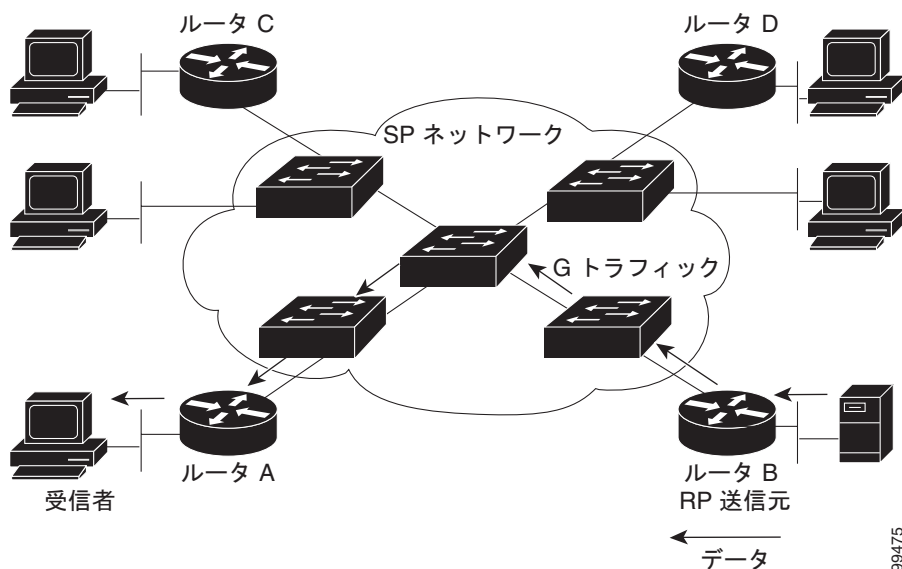 ルータ C
ルータ D
SP ネットワーク
G トラフィック
ルータ A
受信者
ルータ B
RP 送信元
データ
99475